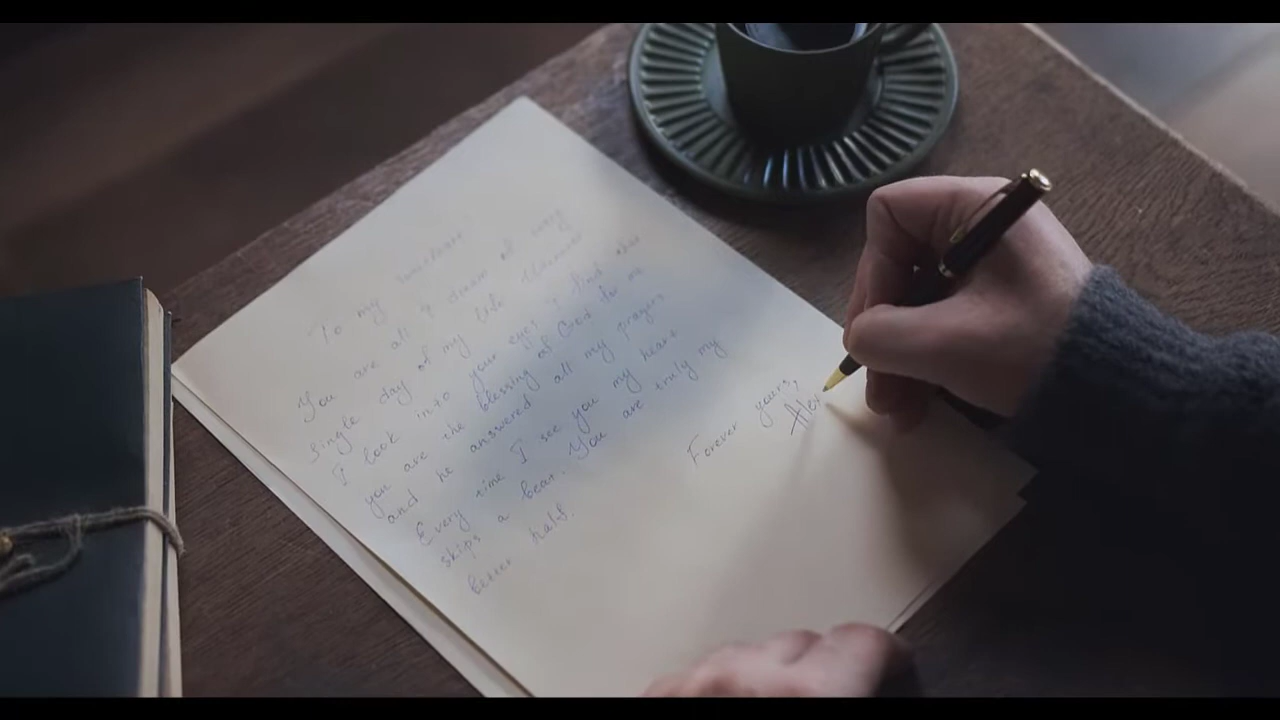 To my sweetheart
You are all I dream of every
single day of my life. Whenever
I look into your eyes, I find that
you are the blessing of God for me
and he answered all my prayers
Every time I see you my heart
skips a beat. You are truly my
better half.
Forever yours,
Alex